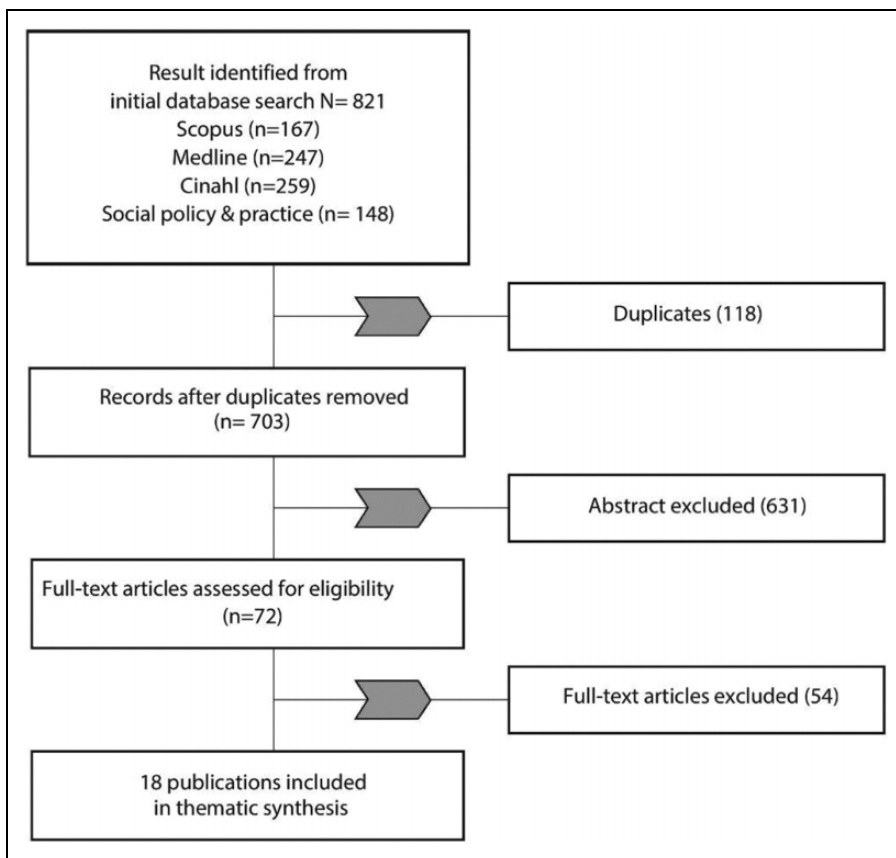 Result identified from
initial database search N= 821
Scopus (n=167)
Medline (n=247)
Cinahl (n=259)
Social policy & practice (n= 148)
Duplicates (118)
Records after duplicates removed
(n= 703)
Abstract excluded (631)
Full-text articles assessed for eligibility
(n=72)
Full-text articles excluded (54)
18 publications included
in thematic synthesis